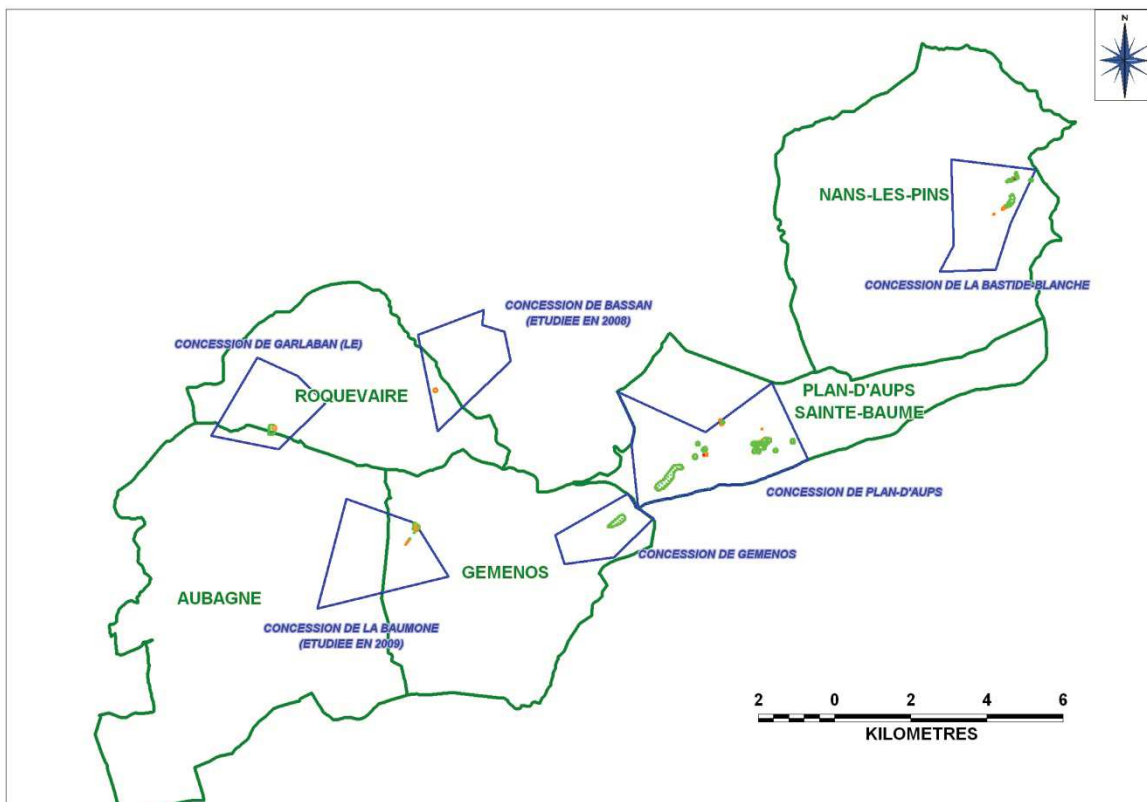 NANS-LES-PINS
CONCESSION DE LA BASTIDE-BLANCHE
CONCESSION DE BASSAN
(ETUDIEE EN 2008)
CONCESSION DE GARLABAN (LE)
ROQUEVAIRE
PLAN-D'AUPS
SAINTE-BAUME
CONCESSION DE PLAN-D'AUPS
CONCESSION DE GEMENOS
GEMENOS
AUBAGNE
CONCESSION DE LA BAUMONE
(ETUDIEE EN 2009)
2 0 2 4 6
KILOMETRES